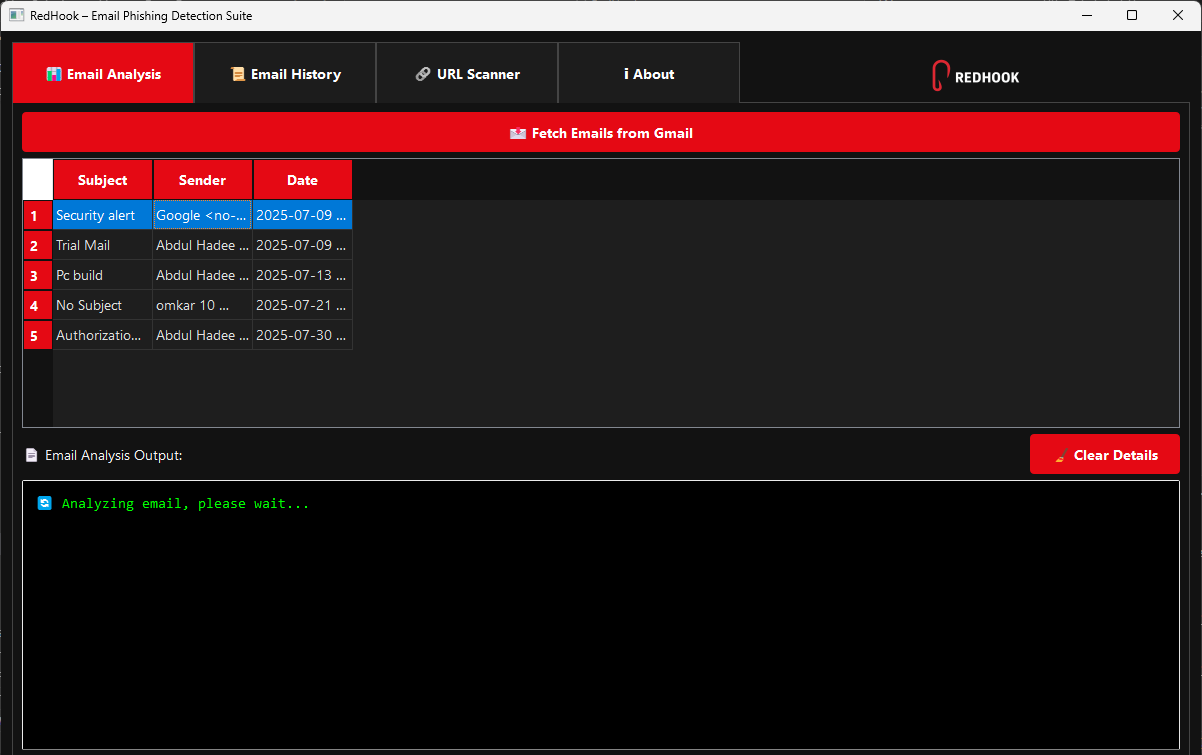 RedHook – Email Phishing Detection Suite
Email Analysis
Email History
URL Scanner
i About
REDHOOK
Fetch Emails from Gmail
Subject Sender Date
1 Security alert Google <no-... 2025-07-09 ...
2 Trial Mail Abdul Hadee ... 2025-07-09 ...
3 Pc build Abdul Hadee ... 2025-07-13 ...
4 No Subject omkar 10 ... 2025-07-21 ...
5 Authorizatio... Abdul Hadee ... 2025-07-30 ...
Email Analysis Output:
Clear Details
Analyzing email, please wait...